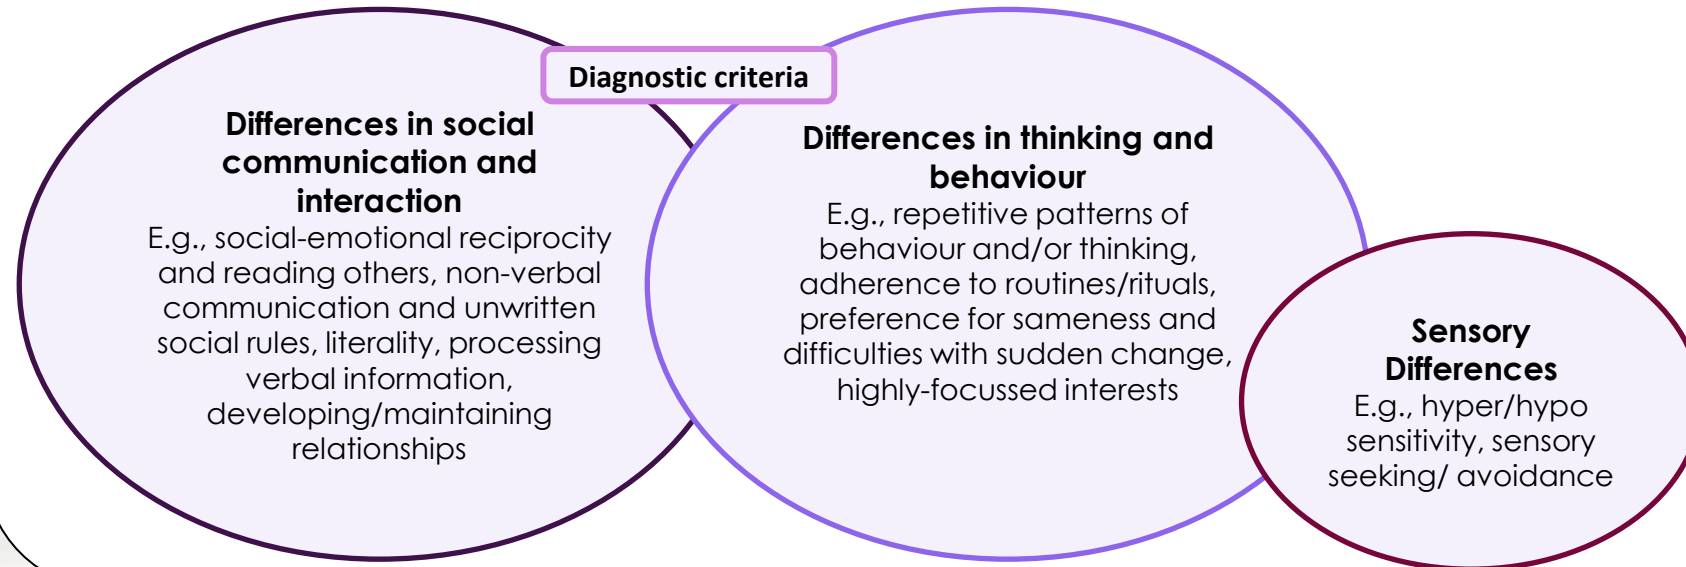 Diagnostic criteria
Differences in social
communication and
interaction
E.g., social-emotional reciprocity
and reading others, non-verbal
communication and unwritten
social rules, literality, processing
verbal information,
developing/maintaining
relationships
Differences in thinking and
behaviour
E.g., repetitive patterns of
behaviour and/or thinking,
adherence to routines/rituals,
preference for sameness and
difficulties with sudden change,
highly-focussed interests
Sensory
Differences
E.g., hyper/hypo
sensitivity, sensory
seeking/ avoidance